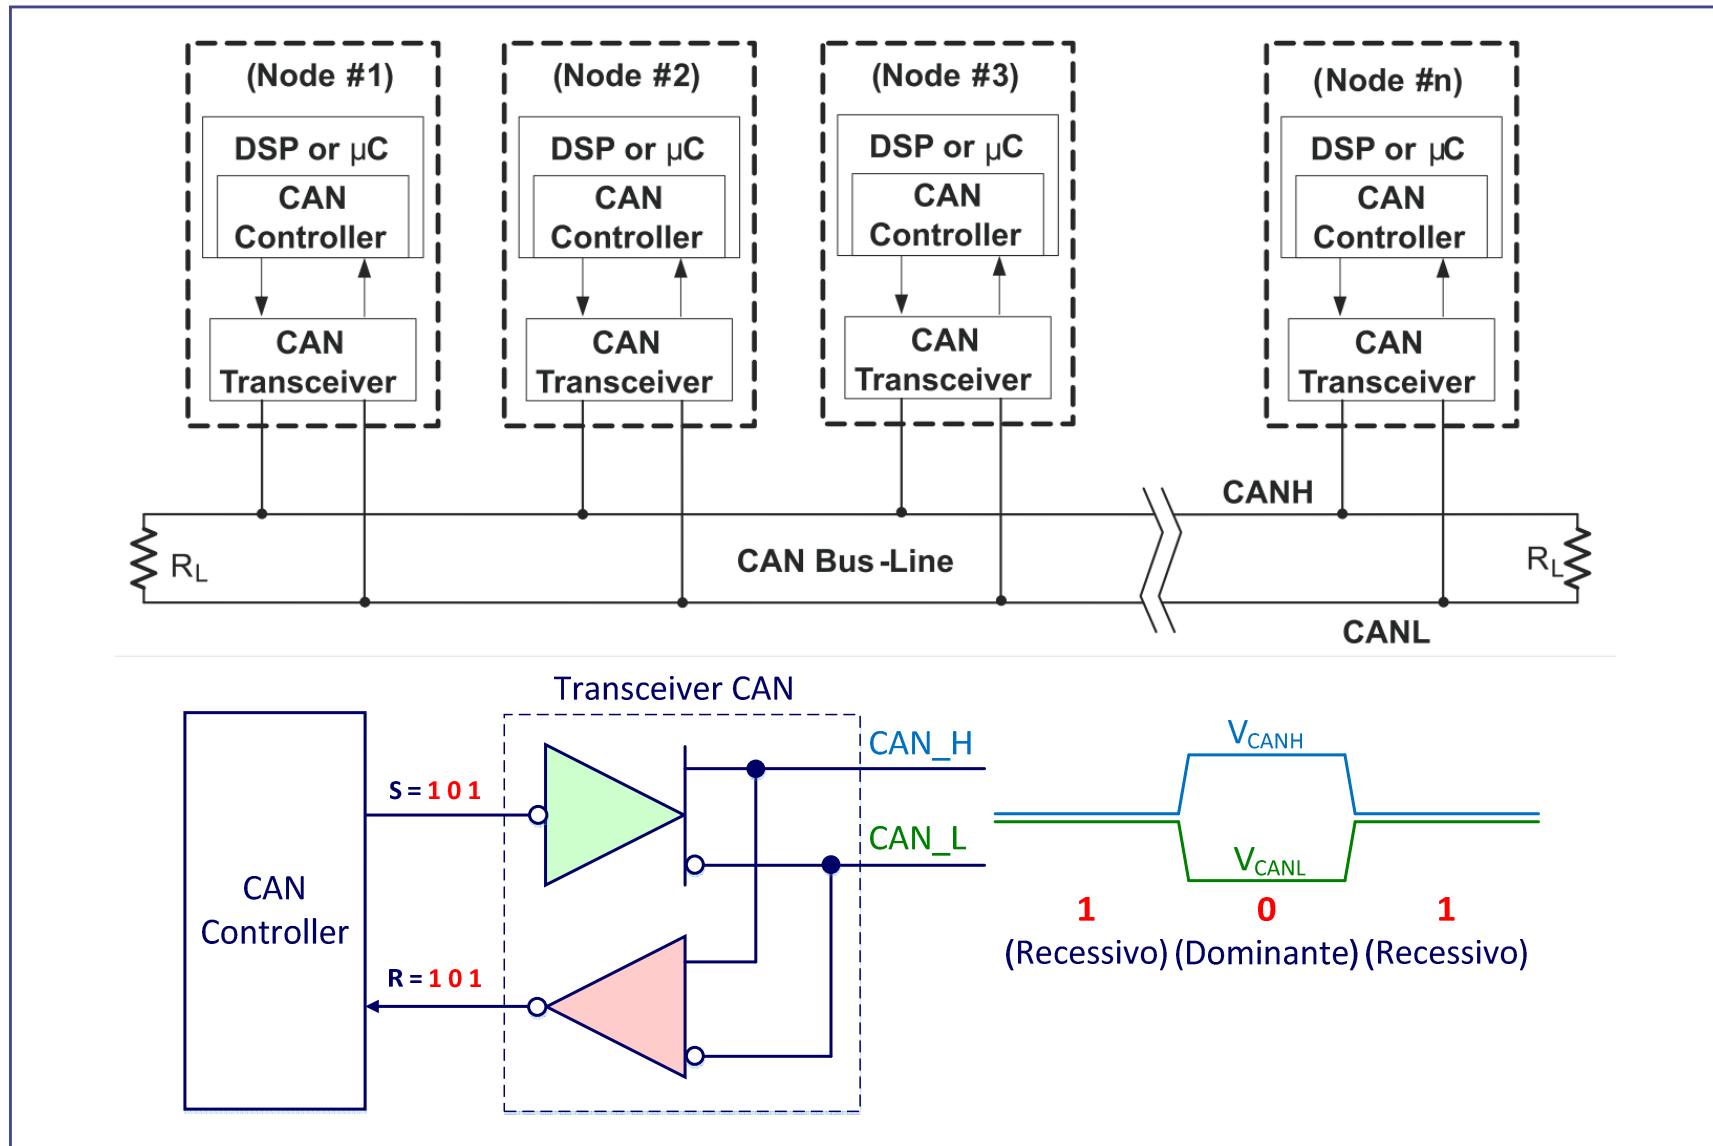 (Node #1)
DSP or µC
CAN
Controller
CAN
Transceiver
(Node #2)
DSP or µC
CAN
Controller
CAN
Transceiver
(Node #3)
DSP or µC
CAN
Controller
CAN
Transceiver
(Node #n)
DSP or µC
CAN
Controller
CAN
Transceiver
CANH
RL
CAN Bus-Line
RL
CANL
Transceiver CAN
CAN
Controller
S = 1 0 1
R = 1 0 1
CAN_H
CAN_L
VCANH
VCANL
1 0 1
(Recessivo) (Dominante) (Recessivo)